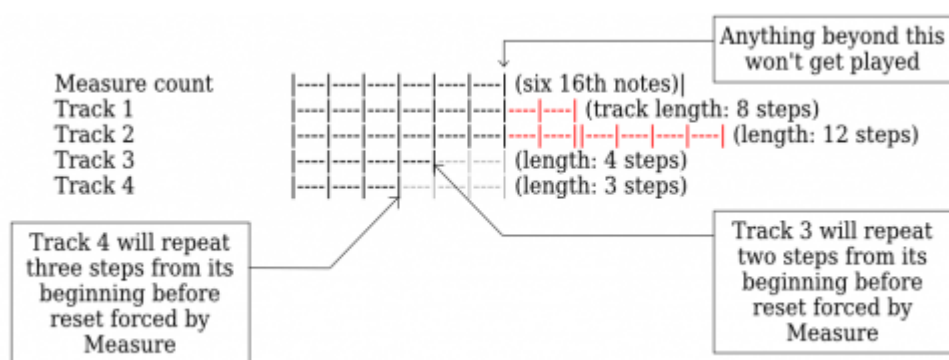 Anything beyond this
won't get played
Measure count |----|----|----|----|----|----| (six 16th notes)|
Track 1 |----|----|----|----|----|----|----|----| (track length: 8 steps)
Track 2 |----|----|----|----|----|----|----|----||----|----|----|----| (length: 12 steps)
Track 3 |----|----|----|----|----|----| (length: 4 steps)
Track 4 |----|----|----|----|----|----| (length: 3 steps)
Track 4 will repeat
three steps from its
beginning before
reset forced by
Measure
Track 3 will repeat
two steps from its
beginning before
reset forced by
Measure